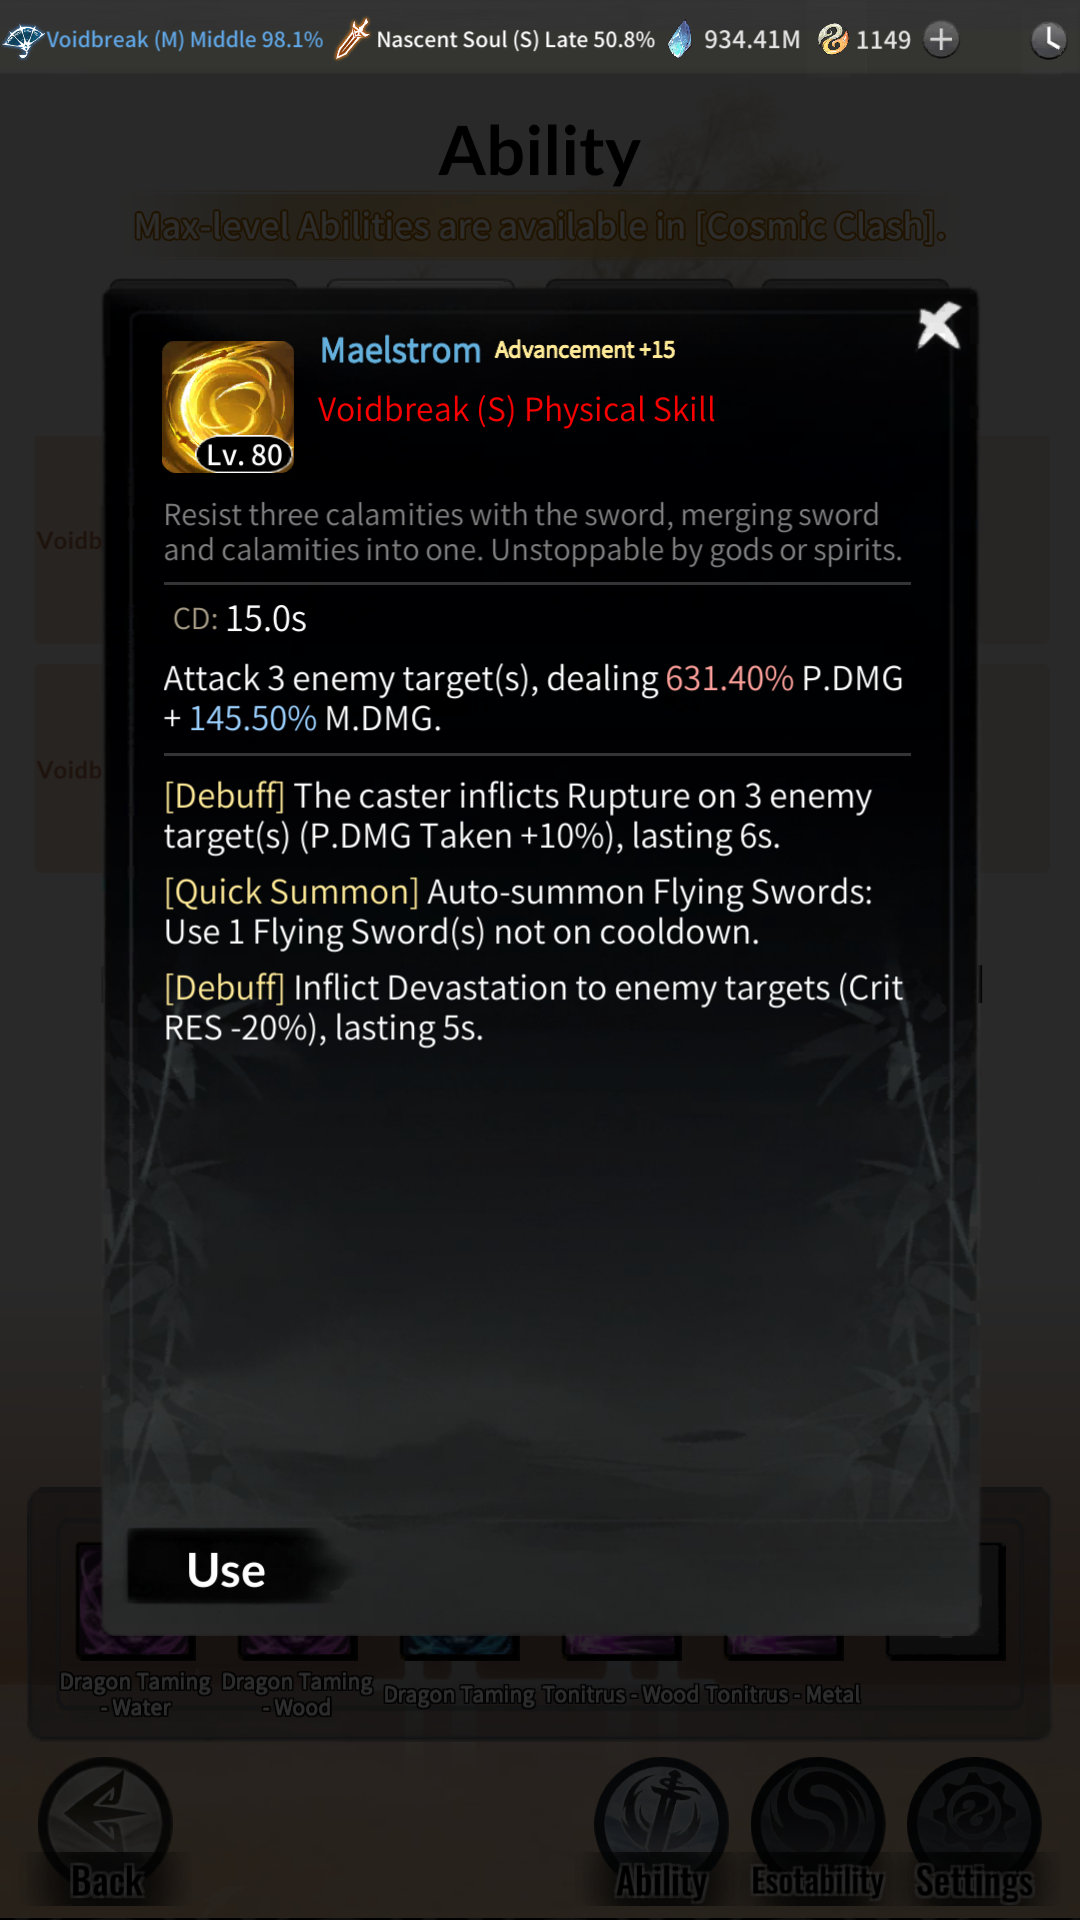 Voidbreak (M) Middle 98.1% Nascent Soul (S) Late 50.8% 934.41M 1149
Ability
Max-level Abilities are available in [Cosmic Clash].
Maelstrom Advancement +15
Voidbreak (S) Physical Skill
Lv. 80
Resist three calamities with the sword, merging sword
and calamities into one. Unstoppable by gods or spirits.
Voidb
CD: 15.0s
Attack 3 enemy target(s), dealing 631.40% P.DMG
+ 145.50% M.DMG.
Voidb
[Debuff] The caster inflicts Rupture on 3 enemy
target(s) (P.DMG Taken +10%), lasting 6s.
[Quick Summon] Auto-summon Flying Swords:
Use 1 Flying Sword(s) not on cooldown.
[Debuff] Inflict Devastation to enemy targets (Crit
RES -20%), lasting 5s.
Use
Dragon Taming
- Water
Dragon Taming
- Wood
Dragon Taming
Tonitrus - Wood
Tonitrus - Metal
Back
Ability
Esotability
Settings